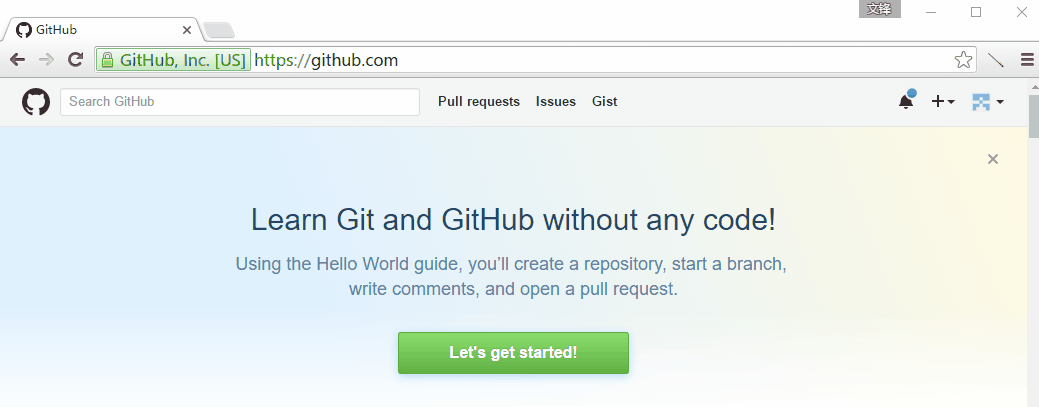 文锋
GitHub
GitHub, Inc. [US] https://github.com
Search GitHub Pull requests Issues Gist
Learn Git and GitHub without any code!
Using the Hello World guide, you’ll create a repository, start a branch,
write comments, and open a pull request.
Let's get started!